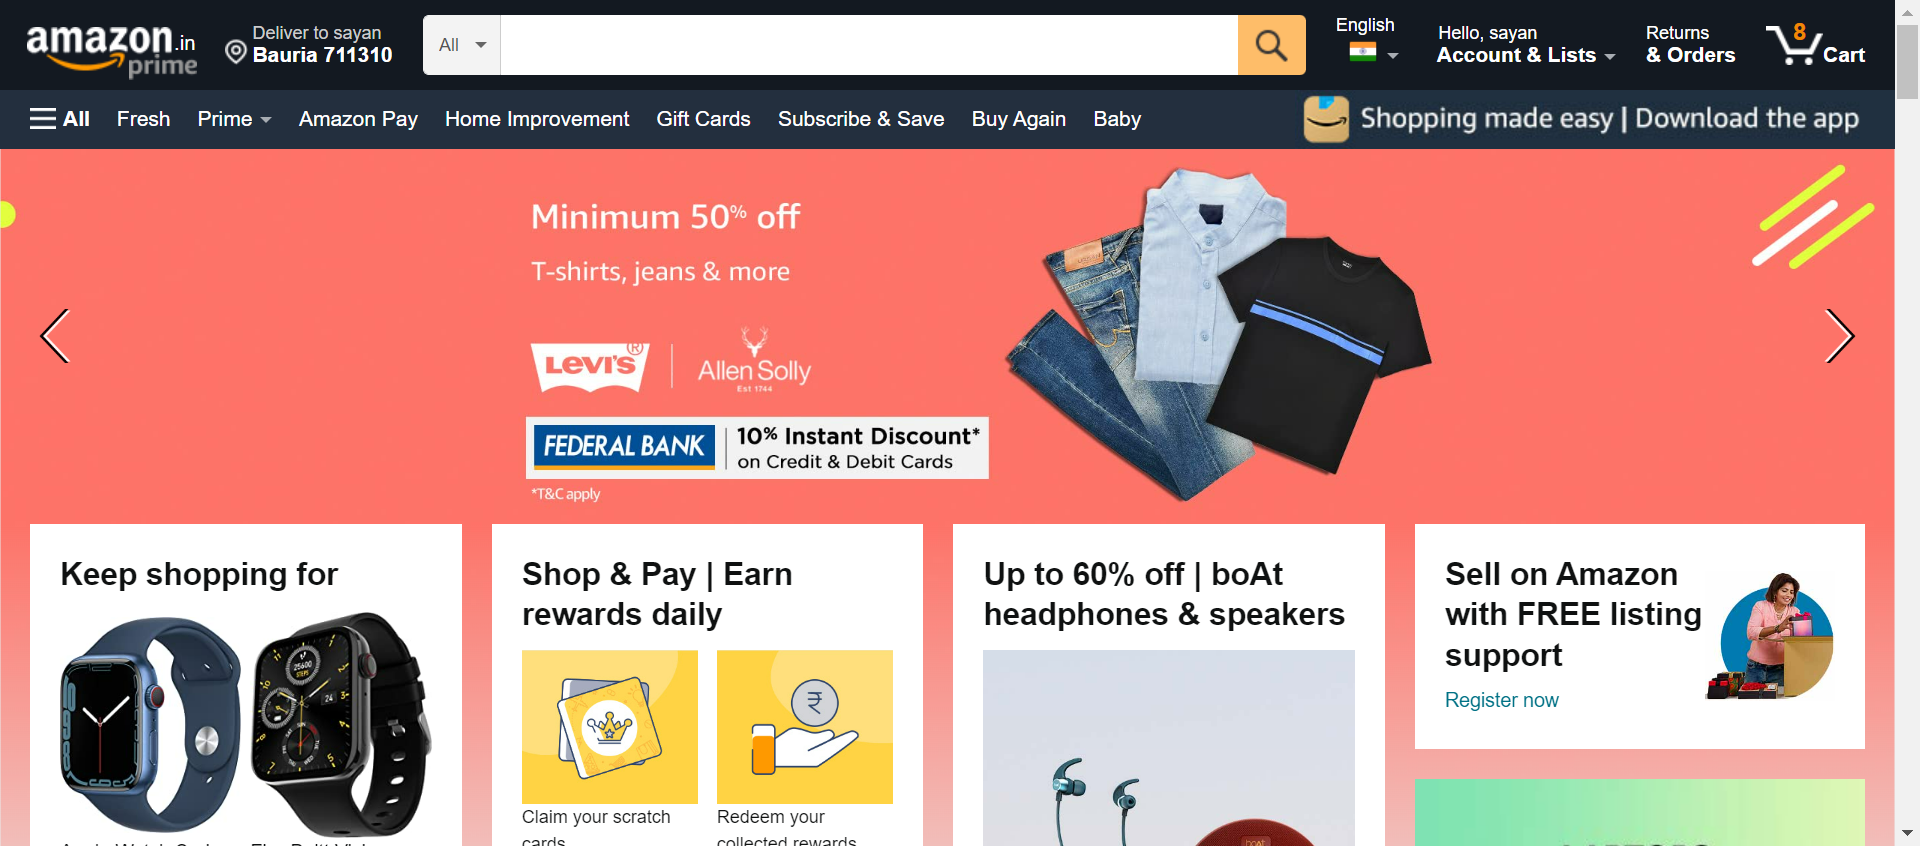 amazon.in
prime
Deliver to sayan
Bauria 711310
All
English
Hello, sayan
Account & Lists
Returns
& Orders
8
Cart
All Fresh Prime Amazon Pay Home Improvement Gift Cards Subscribe & Save Buy Again Baby
Shopping made easy | Download the app
Minimum 50% off
T-shirts, jeans & more
LEVI'S® | Allen Solly
Est 1744
FEDERAL BANK
10% Instant Discount*
on Credit & Debit Cards
*T&C apply
Keep shopping for
25600
STEPS
24
Shop & Pay | Earn
rewards daily
Claim your scratch
cards
Redeem your
collected rewards
Up to 60% off | boAt
headphones & speakers
boAt
Sell on Amazon
with FREE listing
support
Register now